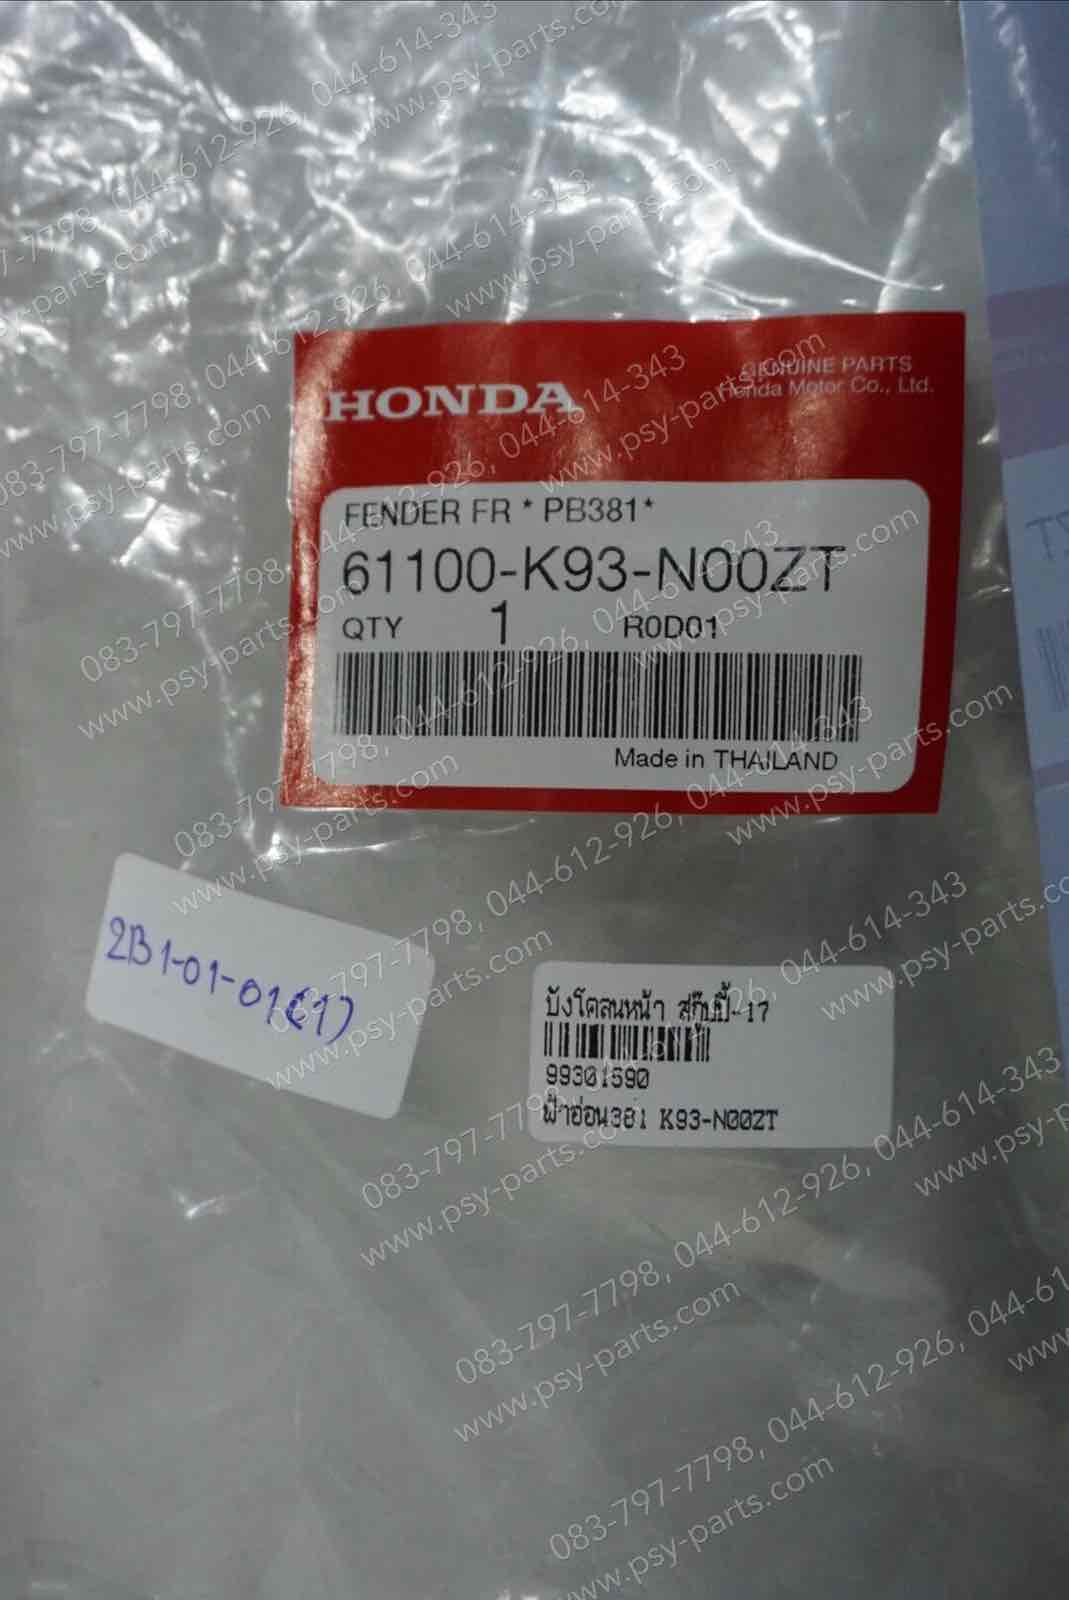 HONDA
GENUINE PARTS
Honda Motor Co., Ltd.
FENDER FR * PB381*
61100-K93-N00ZT
QTY 1 R0D01
Made in THAILAND
2B1-01-01(1)
บังโคลนหน้า สกู๊ปปี้-17
99301590
ฟ้าอ่อน381 K93-N00ZT
083-797-7798, 044-612-926, 044-614-343
www.psy-parts.com